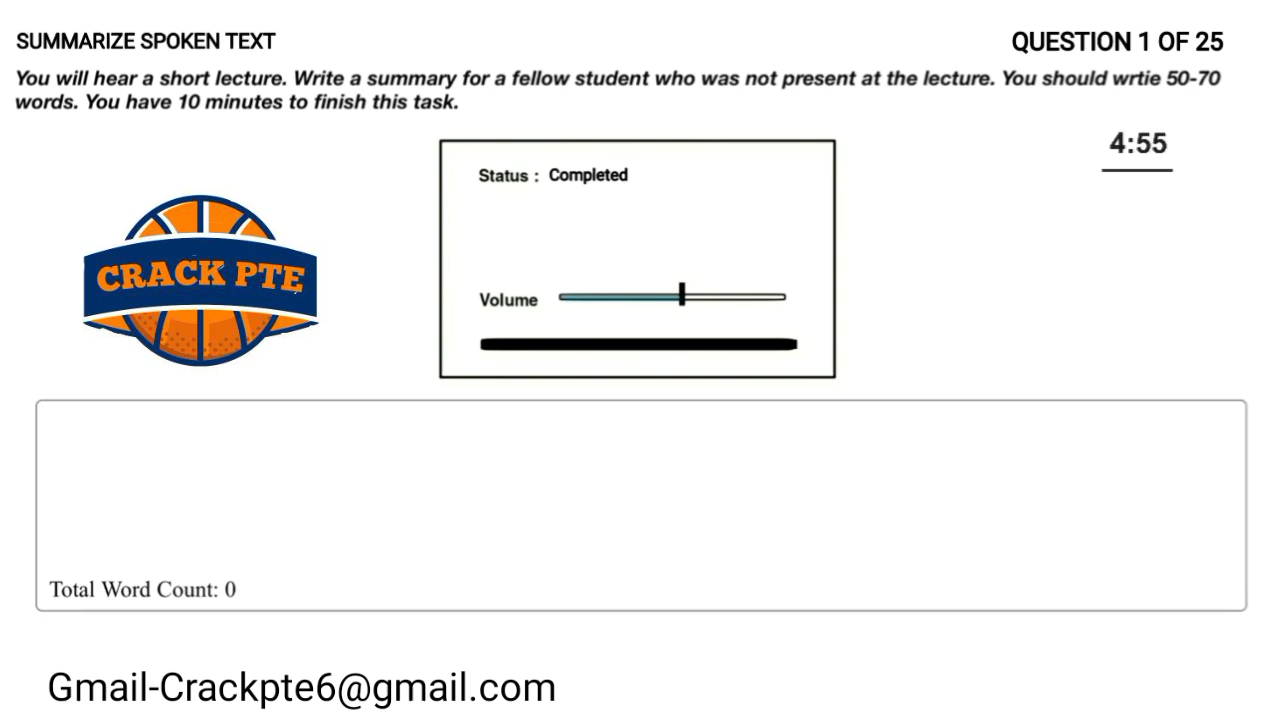 SUMMARIZE SPOKEN TEXT
QUESTION 1 OF 25
You will hear a short lecture. Write a summary for a fellow student who was not present at the lecture. You should wrtie 50-70
words. You have 10 minutes to finish this task.
4:55
Status : Completed
CRACK PTE
Volume
Total Word Count: 0
Gmail-Crackpte6@gmail.com